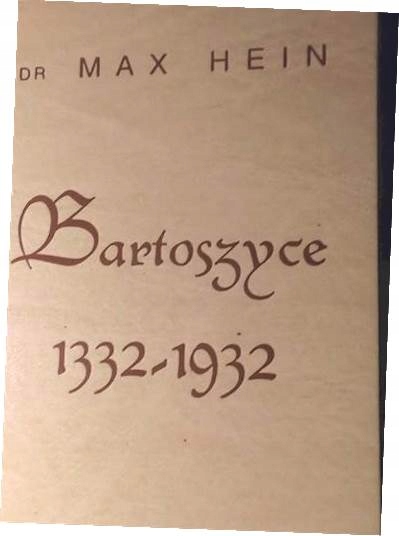 DR MAX HEIN
Bartoszyce
1332-1932